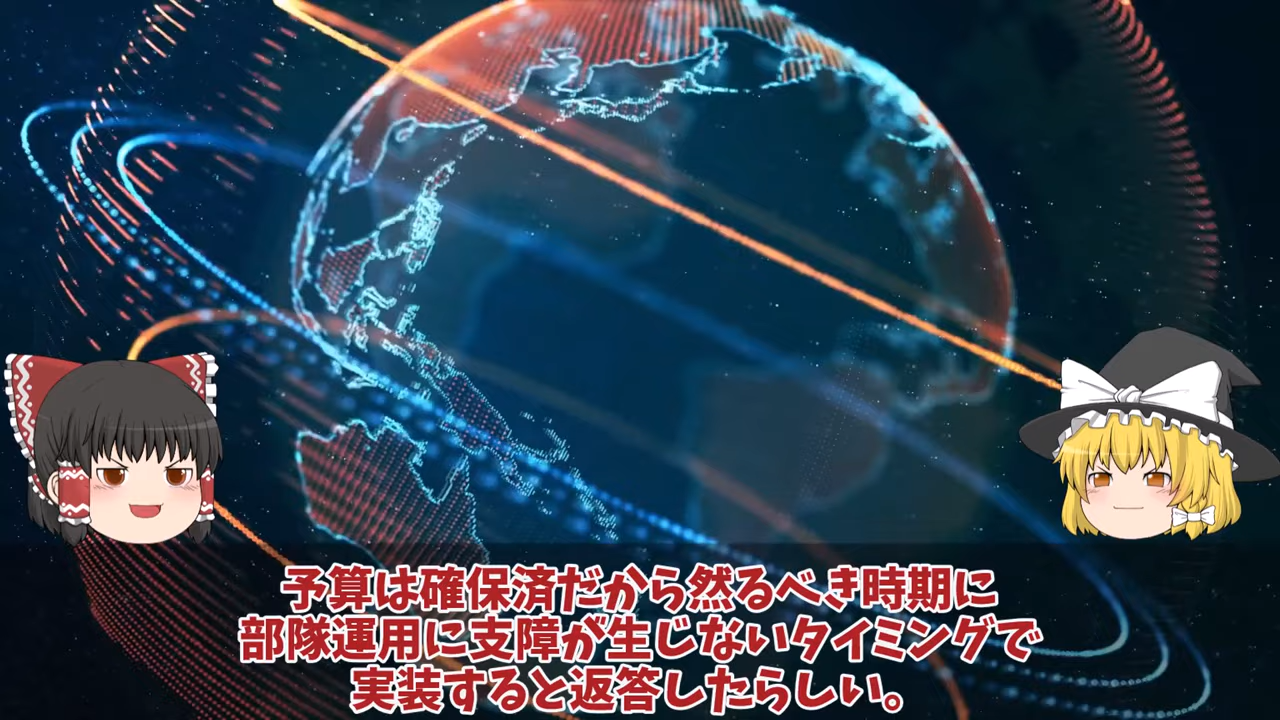 予算は確保済だから然るべき時期に
部隊運用に支障が生じないタイミングで
実装すると返答したらしい。